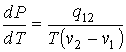 dP/dT = q₁₂ / T(v₂ − v₁)